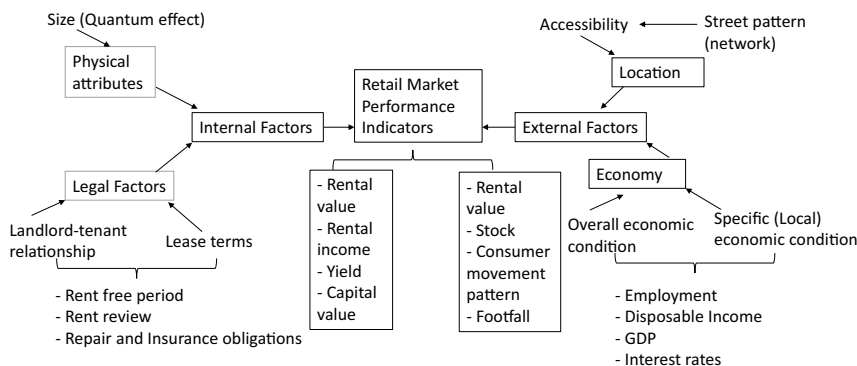 Size (Quantum effect)
Physical
attributes
Internal Factors
Legal Factors
Landlord-tenant
relationship
Lease terms
- Rent free period
- Rent review
- Repair and Insurance obligations
Retail Market
Performance
Indicators
- Rental
value
- Rental
income
- Yield
- Capital
value
- Rental
value
- Stock
- Consumer
movement
pattern
- Footfall
Accessibility
Street pattern
(network)
Location
External Factors
Economy
Overall economic
condition
Specific (Local)
economic condition
- Employment
- Disposable Income
- GDP
- Interest rates